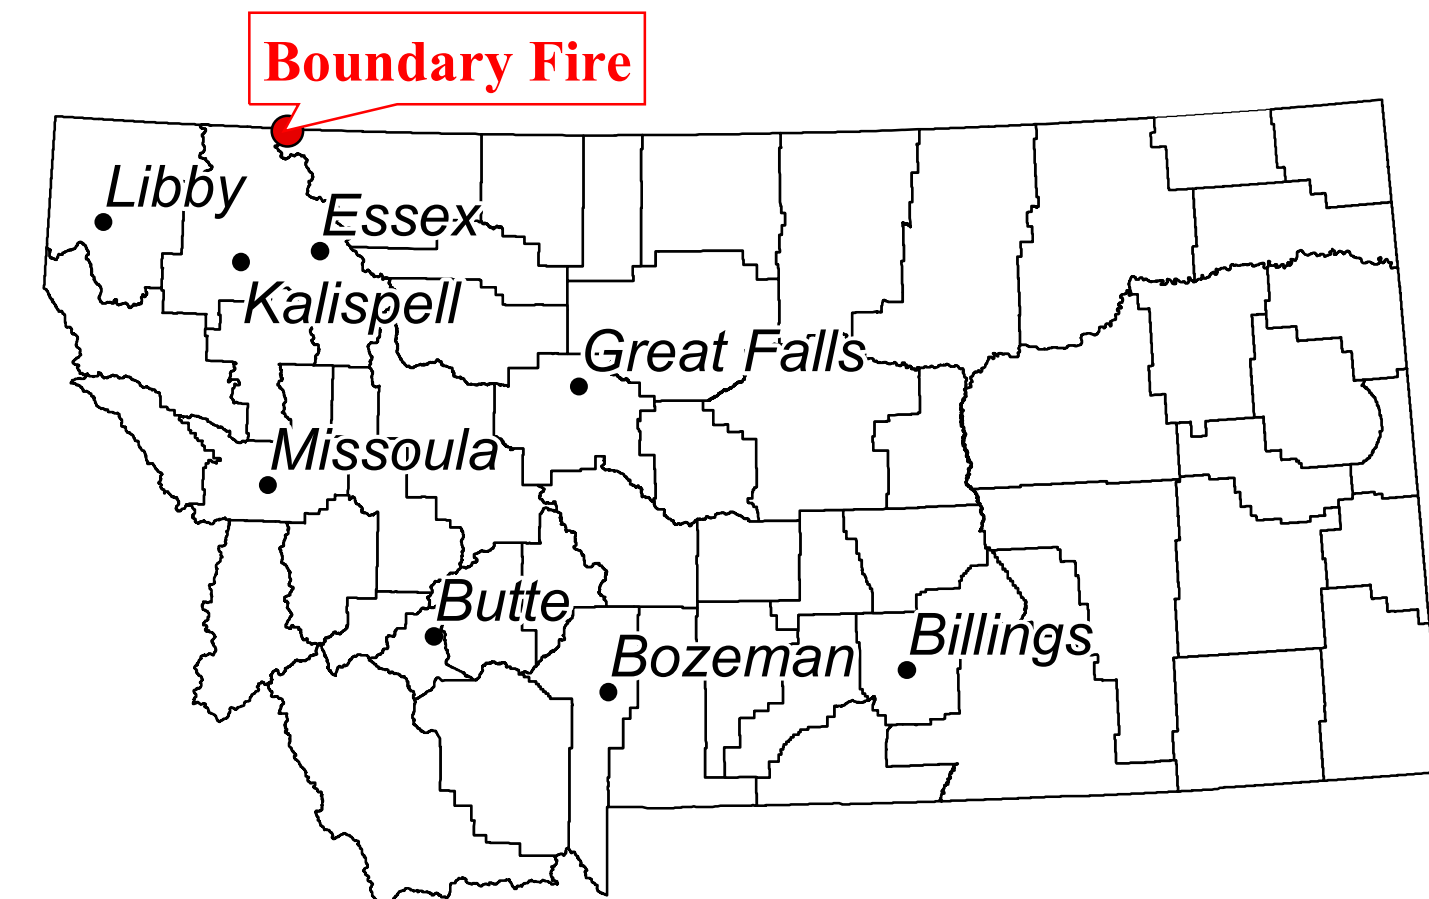 Boundary Fire
Libby
Essex
Kalispell
Great Falls
Missoula
Butte
Billings
Bozeman